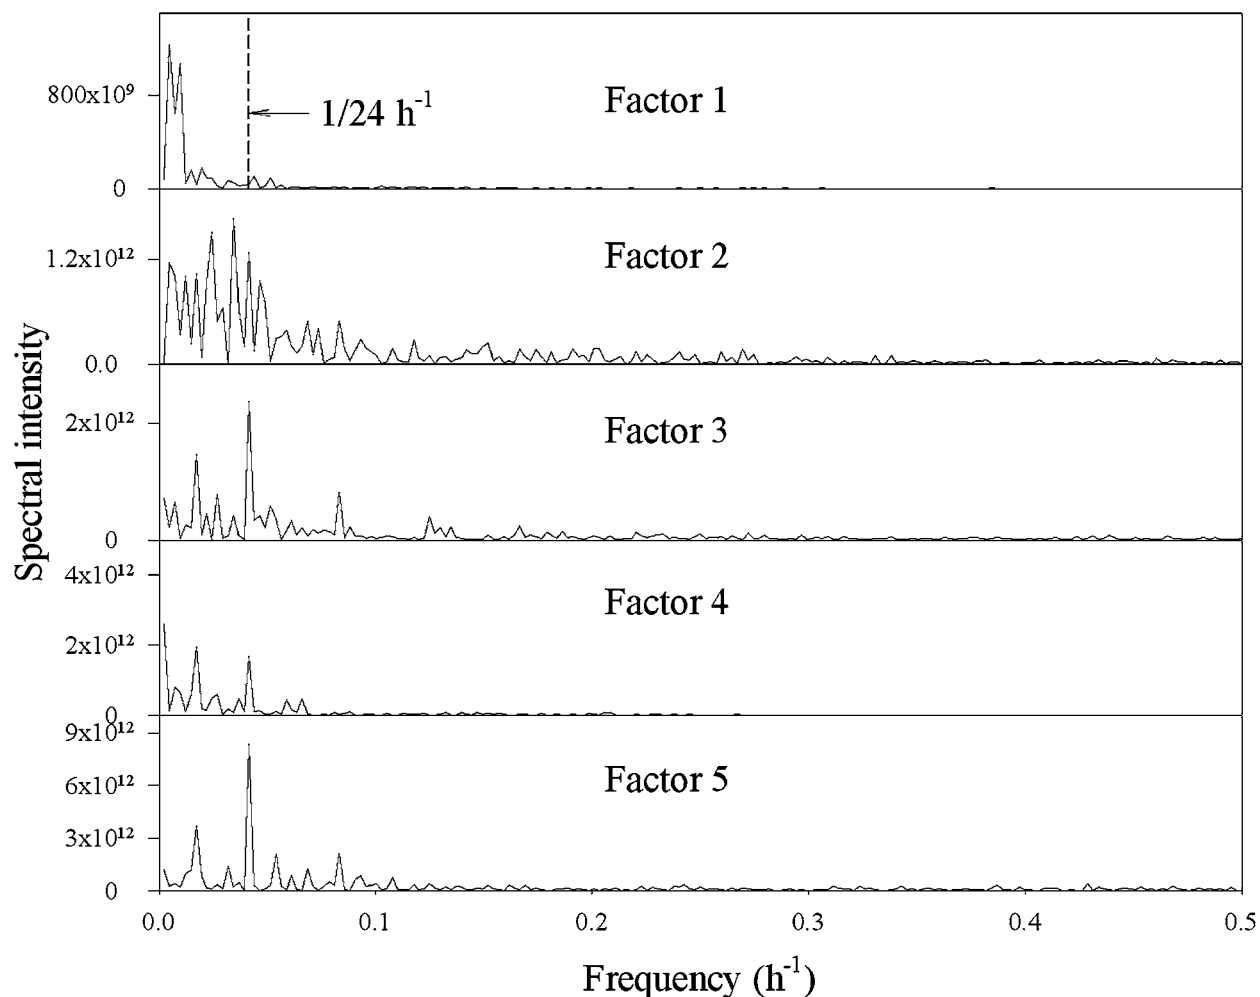 800x10⁹
Factor 1
1/24 h⁻¹
0
1.2x10¹²
Factor 2
0.0
2x10¹²
Factor 3
0
4x10¹²
Factor 4
2x10¹²
0
9x10¹²
Factor 5
6x10¹²
3x10¹²
0
Spectral intensity
0.0 0.1 0.2 0.3 0.4 0.5
Frequency (h⁻¹)